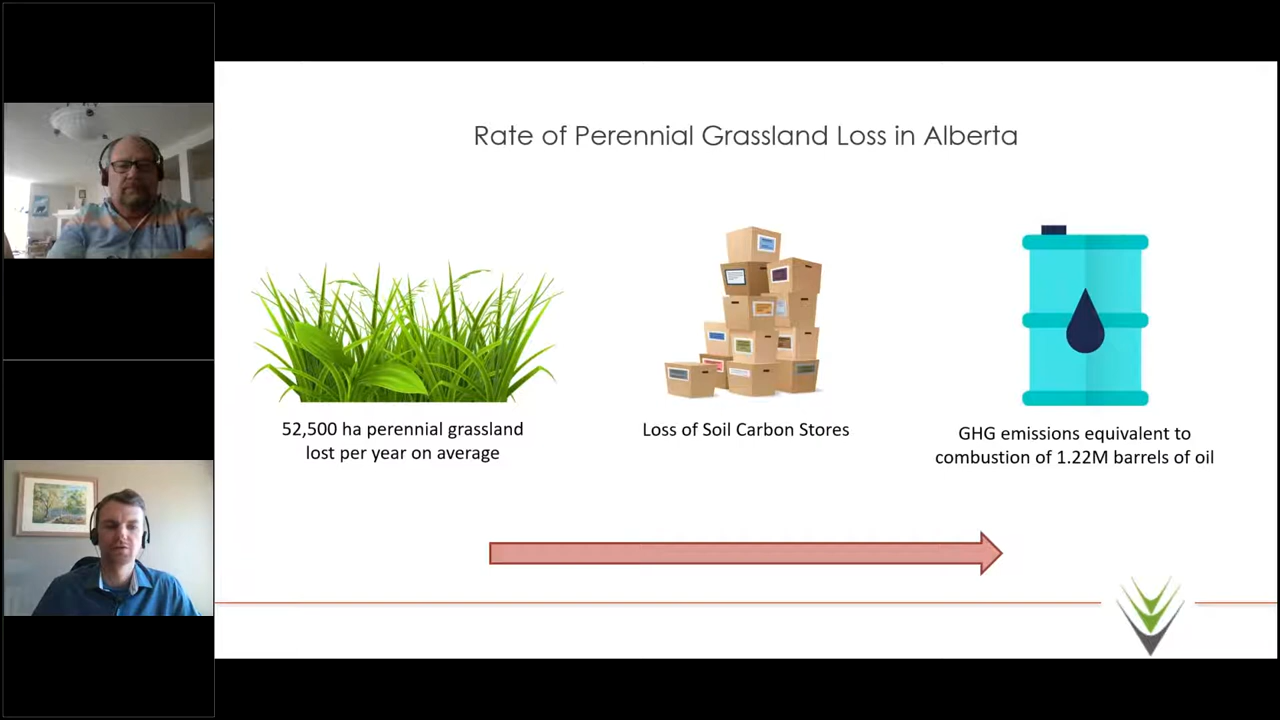 Rate of Perennial Grassland Loss in Alberta
52,500 ha perennial grassland
lost per year on average
Loss of Soil Carbon Stores
GHG emissions equivalent to
combustion of 1.22M barrels of oil